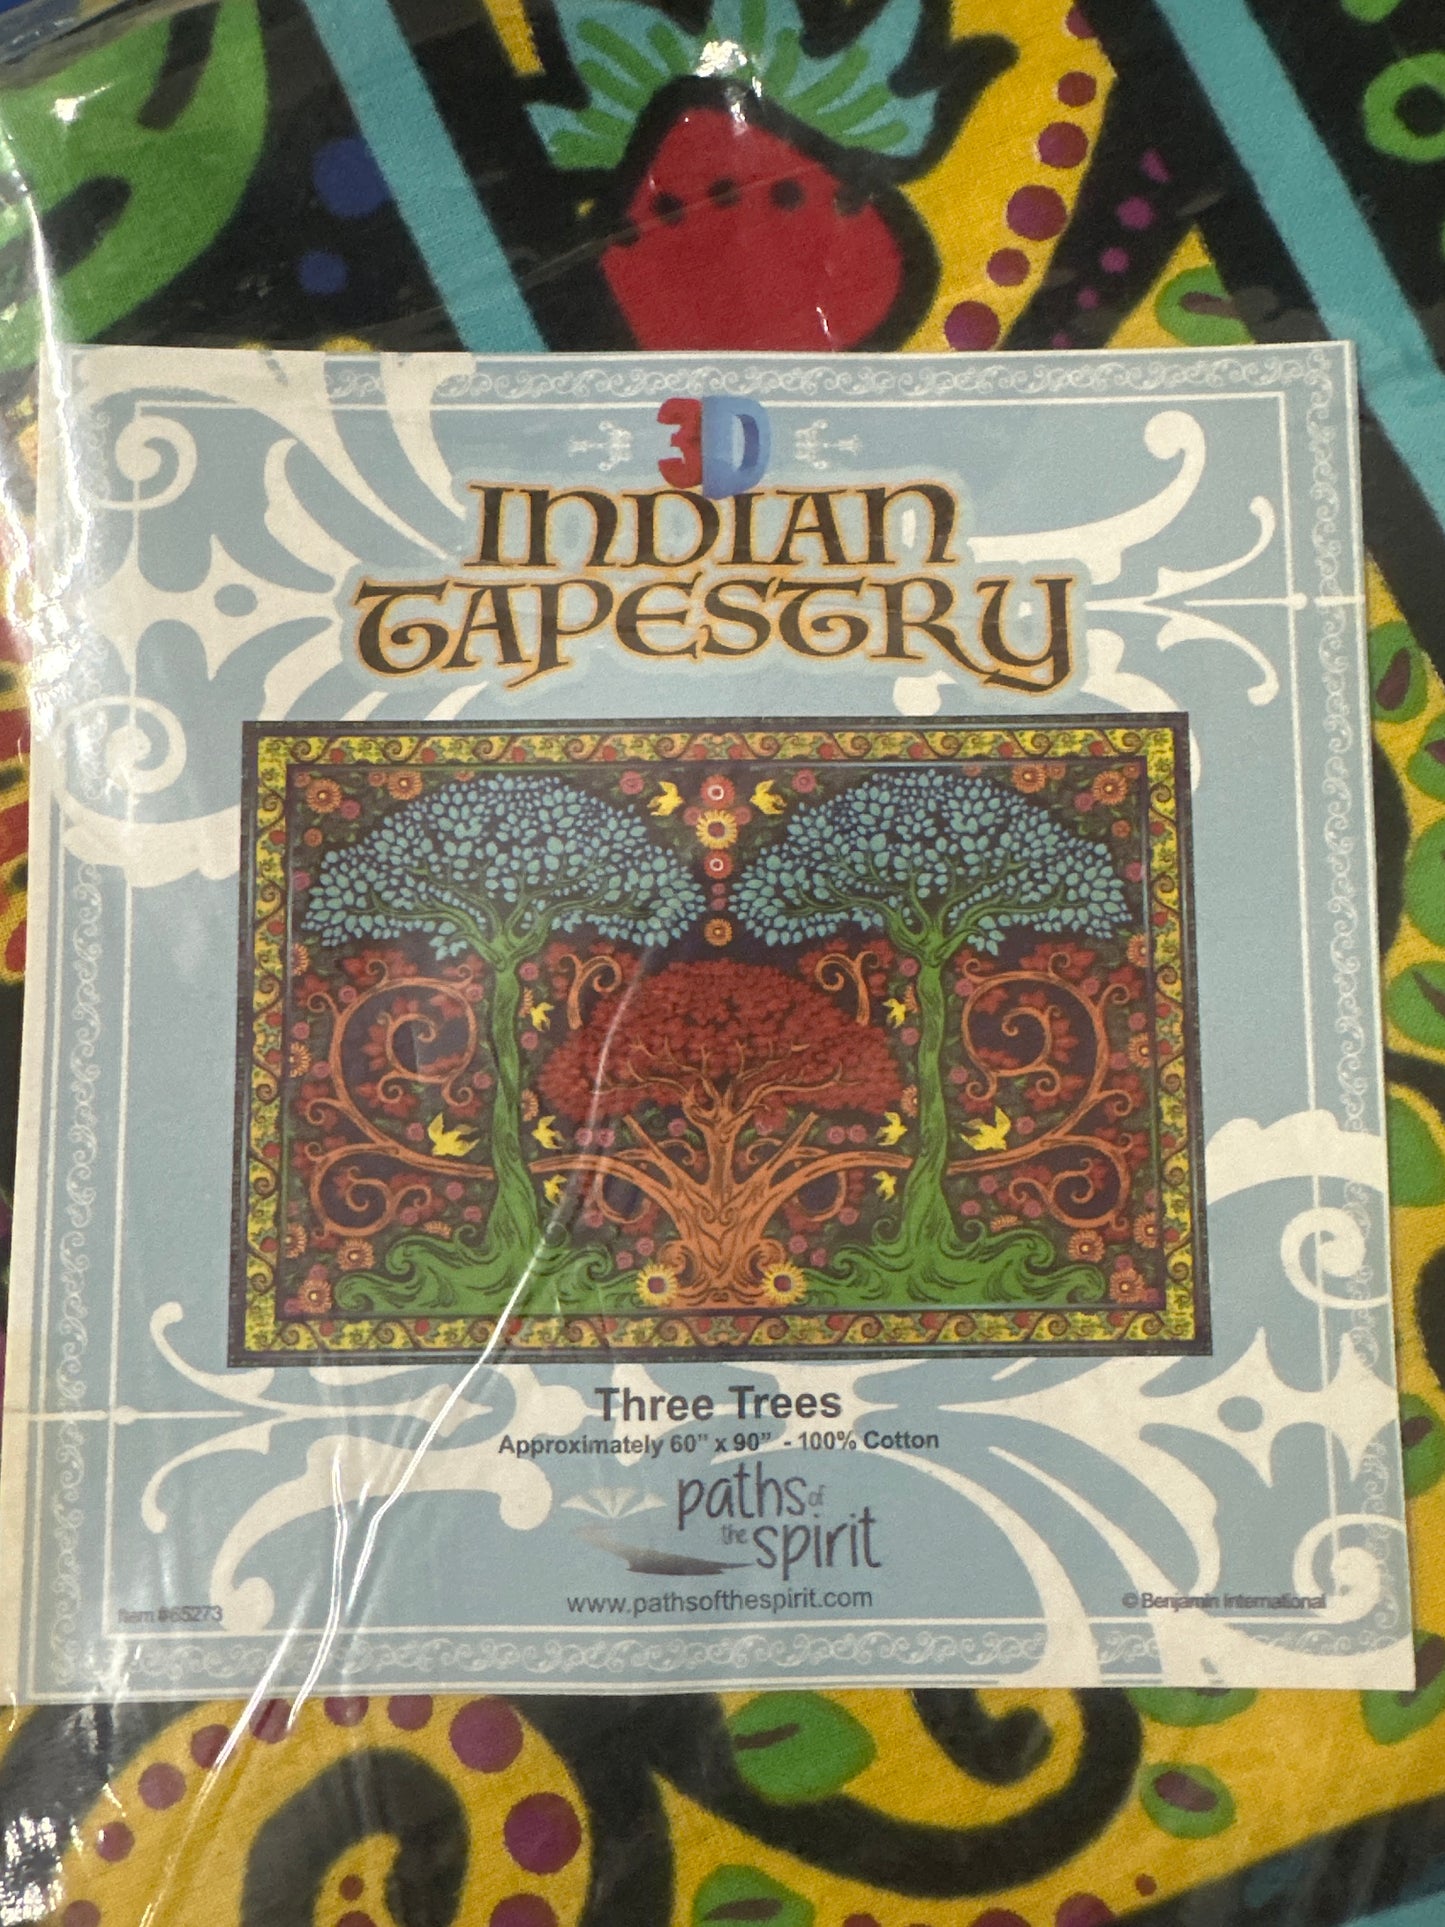 3D
INDIAN
TAPESTRY
Three Trees
Approximately 60" x 90" - 100% Cotton
paths of
the spirit
www.pathsofthespirit.com
Item #65273
© Benjamin International